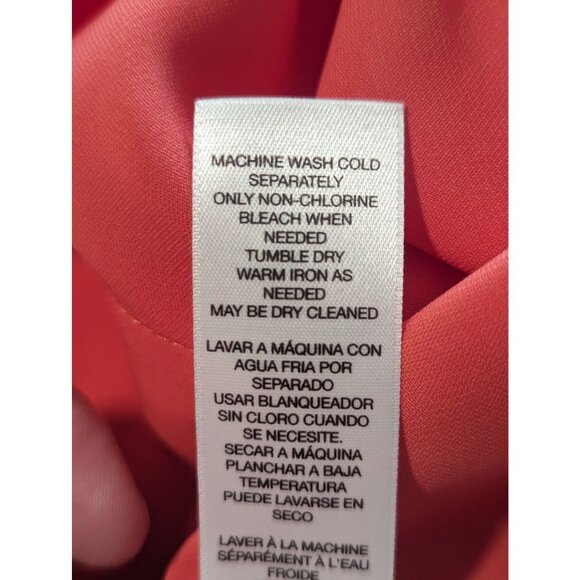 MACHINE WASH COLD
SEPARATELY
ONLY NON-CHLORINE
BLEACH WHEN
NEEDED
TUMBLE DRY
WARM IRON AS
NEEDED
MAY BE DRY CLEANED
LAVAR A MÁQUINA CON
AGUA FRIA POR
SEPARADO
USAR BLANQUEADOR
SIN CLORO CUANDO
SE NECESITE.
SECAR A MÁQUINA
PLANCHAR A BAJA
TEMPERATURA
PUEDE LAVARSE EN
SECO
LAVER À LA MACHINE
SÉPARÉMENT À L'EAU
FROIDE